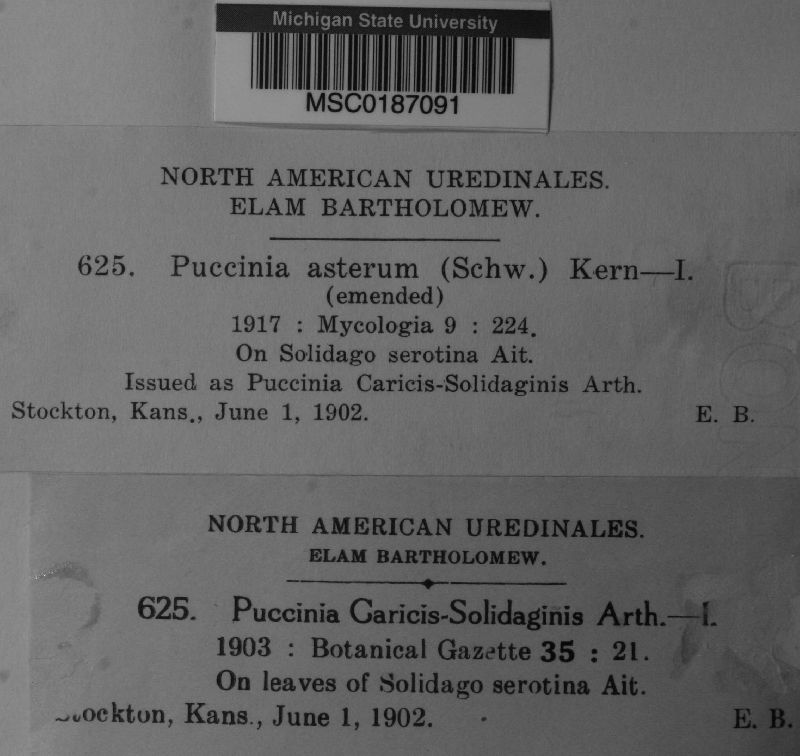 Michigan State University
MSC0187091
NORTH AMERICAN UREDINALES.
ELAM BARTHOLOMEW.
625. Puccinia asterum (Schw.) Kern—I.
(emended)
1917 : Mycologia 9 : 224.
On Solidago serotina Ait.
Issued as Puccinia Caricis-Solidaginis Arth.
Stockton, Kans., June 1, 1902. E. B.
NORTH AMERICAN UREDINALES.
ELAM BARTHOLOMEW.
625. Puccinia Caricis-Solidaginis Arth.—I.
1903 : Botanical Gazette 35 : 21.
On leaves of Solidago serotina Ait.
Stockton, Kans., June 1, 1902. E. B.